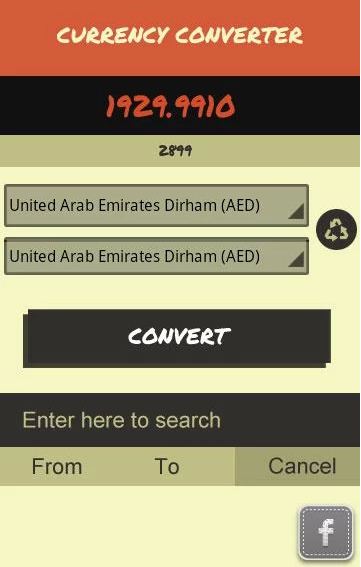 CURRENCY CONVERTER
1929.9910
2899
United Arab Emirates Dirham (AED)
United Arab Emirates Dirham (AED)
CONVERT
Enter here to search
From To Cancel
f